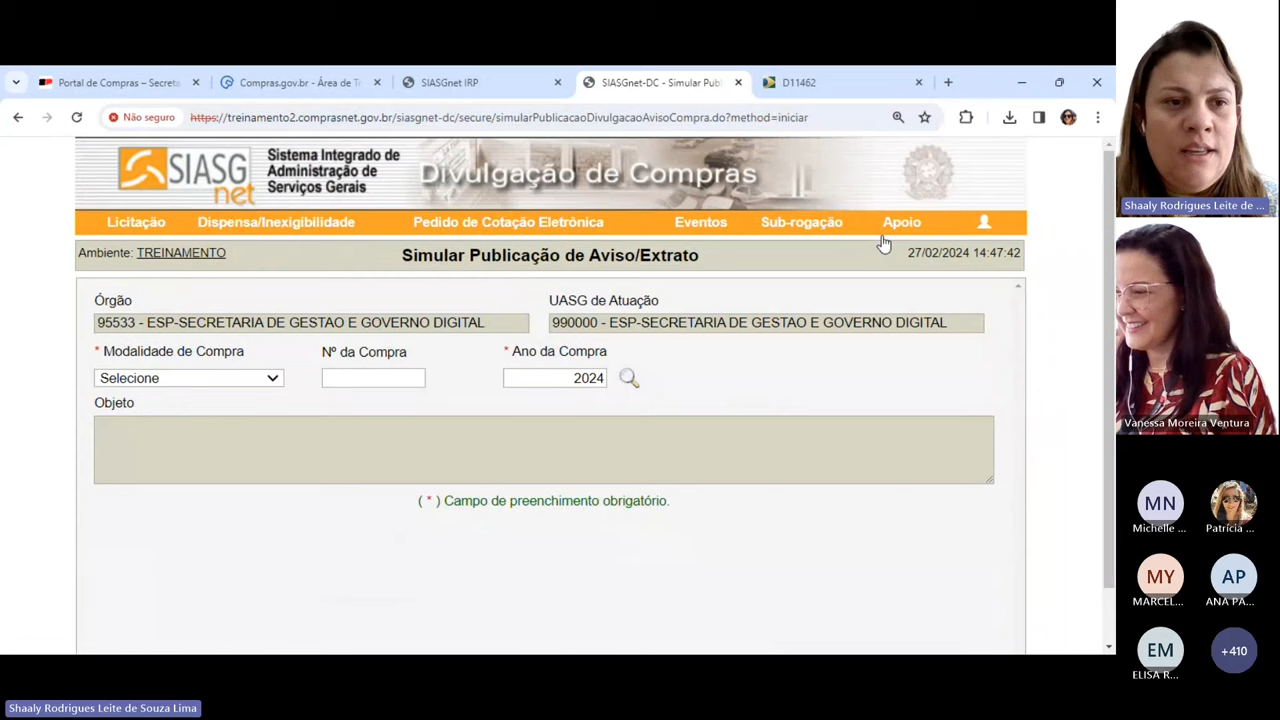 Portal de Compras – Secreta
Compras.gov.br - Área de Tr
SIASGnet IRP
SIASGnet-DC - Simular Publ
D11462
Não seguro
https://treinamento2.comprasnet.gov.br/siasgnet-dc/secure/simularPublicacaoDivulgacaoAvisoCompra.do?method=iniciar
SIASG
net
Sistema Integrado de
Administração de
Serviços Gerais
Divulgação de Compras
Licitação
Dispensa/Inexigibilidade
Pedido de Cotação Eletrônica
Eventos
Sub-rogação
Apoio
Ambiente: TREINAMENTO
Simular Publicação de Aviso/Extrato
27/02/2024 14:47:42
Órgão
UASG de Atuação
95533 - ESP-SECRETARIA DE GESTAO E GOVERNO DIGITAL
990000 - ESP-SECRETARIA DE GESTAO E GOVERNO DIGITAL
* Modalidade de Compra
Nº da Compra
* Ano da Compra
Selecione
2024
Objeto
( * ) Campo de preenchimento obrigatório.
Shaaly Rodrigues Leite de ...
Vanessa Moreira Ventura
MN
Michelle ...
Patrícia ...
MY
MARCEL...
AP
ANA PA...
EM
ELISA R...
+410
Shaaly Rodrigues Leite de Souza Lima